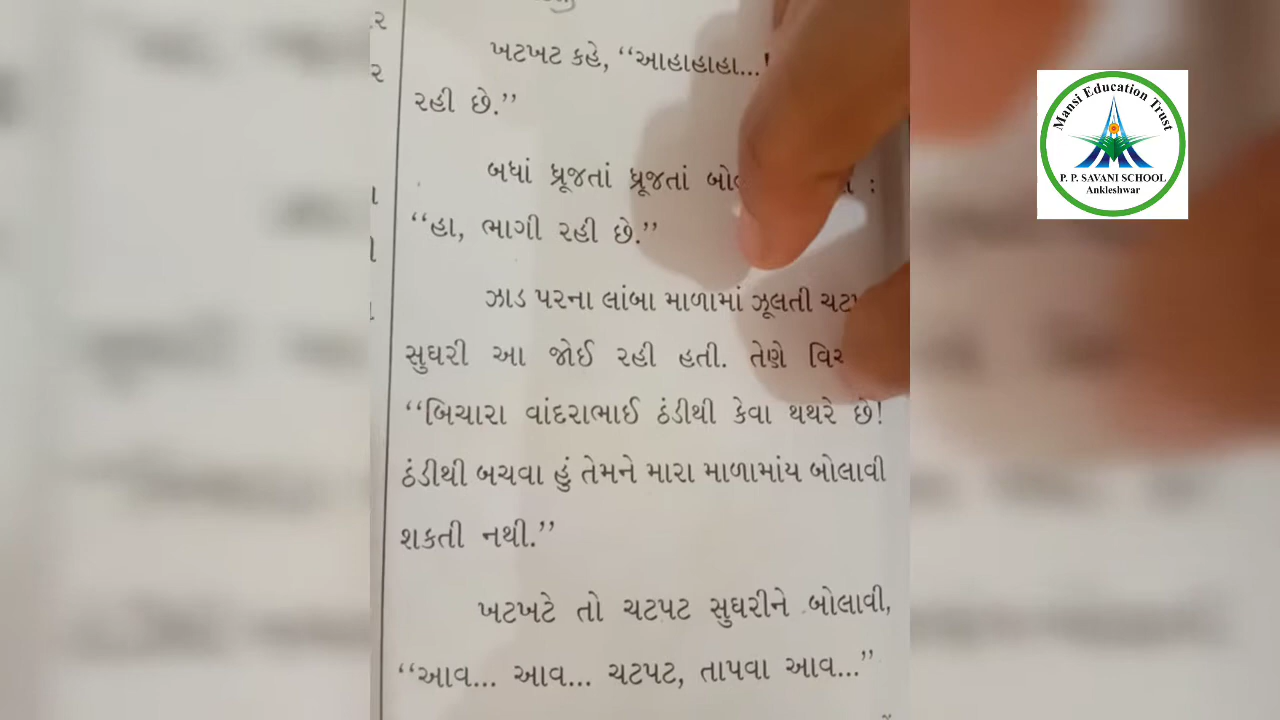 ખટખટ કહે, “આહાહાહા...!
રહી છે.”
બધાં ધ્રૂજતાં ધ્રૂજતાં :
“હા, ભાગી રહી છે.”
ઝાડ પરના લાંબા માળામાં ઝૂલતી
સુઘરી આ જોઈ રહી હતી. તેણે
“બિચારા વાંદરાભાઈ ઠંડીથી કેવા થથરે છે!
ઠંડીથી બચવા હું તેમને મારા માળામાંય બોલાવી
શકતી નથી.”
ખટખટે તો ચટપટ સુઘરીને બોલાવી,
“આવ... આવ... ચટપટ, તાપવા આવ...”
Mansi Education Trust
P. P. SAVANI SCHOOL
Ankleshwar